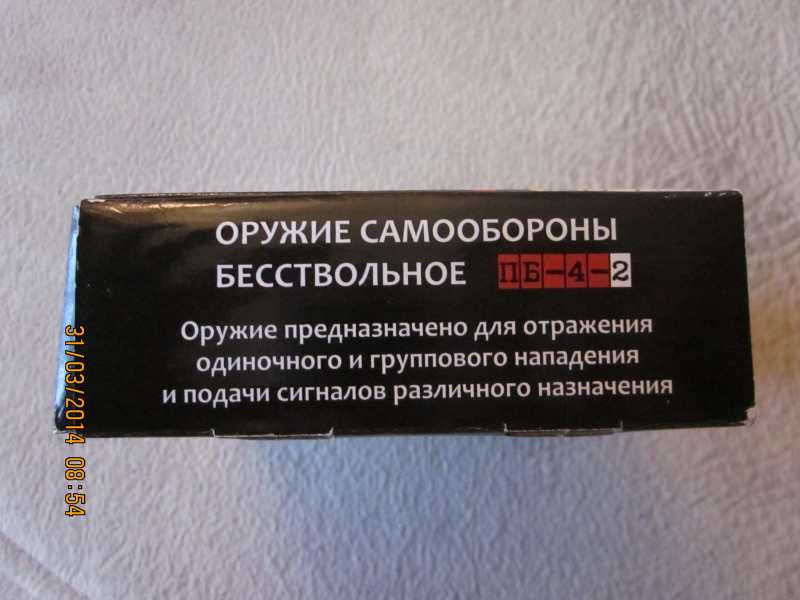 ОРУЖИЕ САМООБОРОНЫ
БЕССТВОЛЬНОЕ ПБ-4-2
Оружие предназначено для отражения
одиночного и группового нападения
и подачи сигналов различного назначения
31/03/2014 08:54